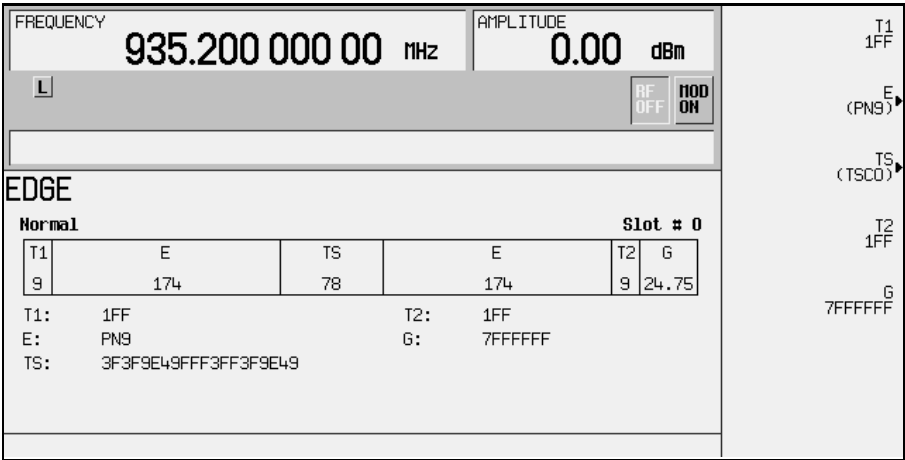 FREQUENCY
935.200 000 00 MHz
AMPLITUDE
0.00 dBm
L
RF OFF
MOD ON
EDGE
Normal Slot # 0
T1 E TS E T2 G
9 174 78 174 9 24.75
T1: 1FF T2: 1FF
E: PN9 G: 7FFFFFF
TS: 3F3F9E49FFF3FF3F9E49
T1
1FF
E
(PN9)
TS
(TSC0)
T2
1FF
G
7FFFFFF